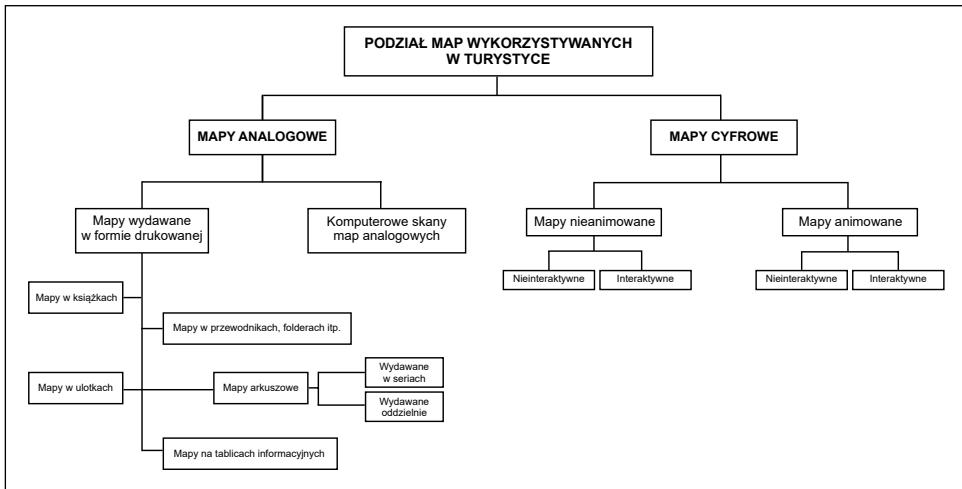 PODZIAŁ MAP WYKORZYSTYWANYCH
W TURYSTYCE
MAPY ANALOGOWE
MAPY CYFROWE
Mapy wydawane
w formie drukowanej
Komputerowe skany
map analogowych
Mapy nieanimowane
Mapy animowane
Nieinteraktywne
Interaktywne
Nieinteraktywne
Interaktywne
Mapy w książkach
Mapy w przewodnikach, folderach itp.
Mapy w ulotkach
Mapy arkuszowe
Wydawane
w seriach
Wydawane
oddzielnie
Mapy na tablicach informacyjnych